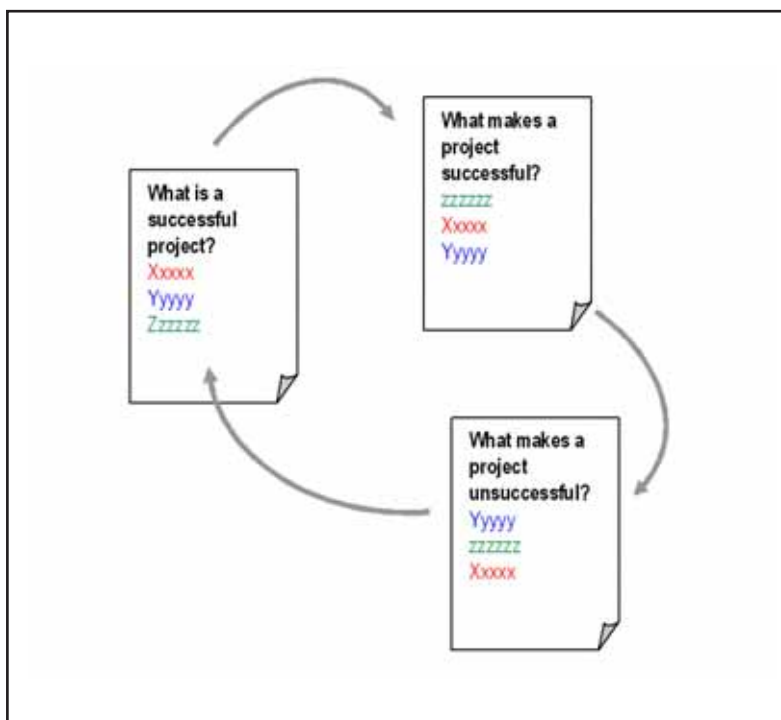 What is a
successful
project?
Xxxxx
Yyyyy
Zzzzzz
What makes a
project
successful?
zzzzzz
Xxxxx
Yyyyy
What makes a
project
unsuccessful?
Yyyyy
zzzzzz
Xxxxx